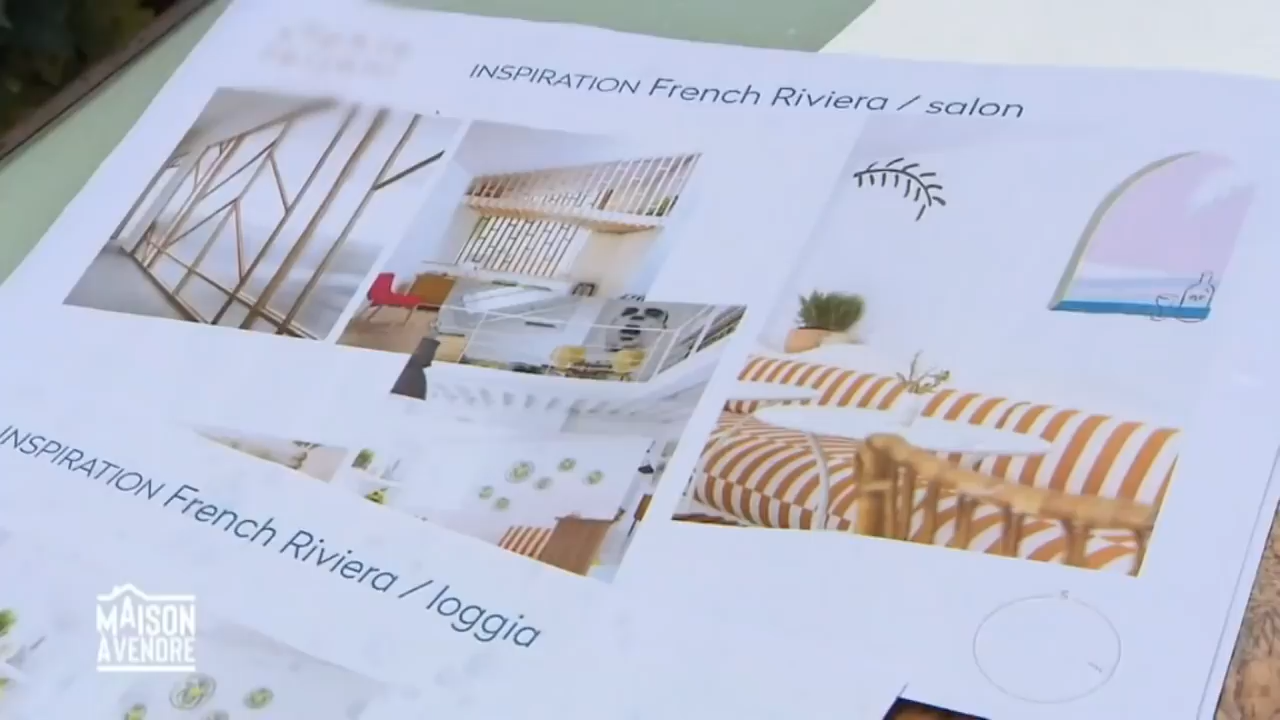 INSPIRATION French Riviera / salon
INSPIRATION French Riviera / loggia
MAISON
A VENDRE